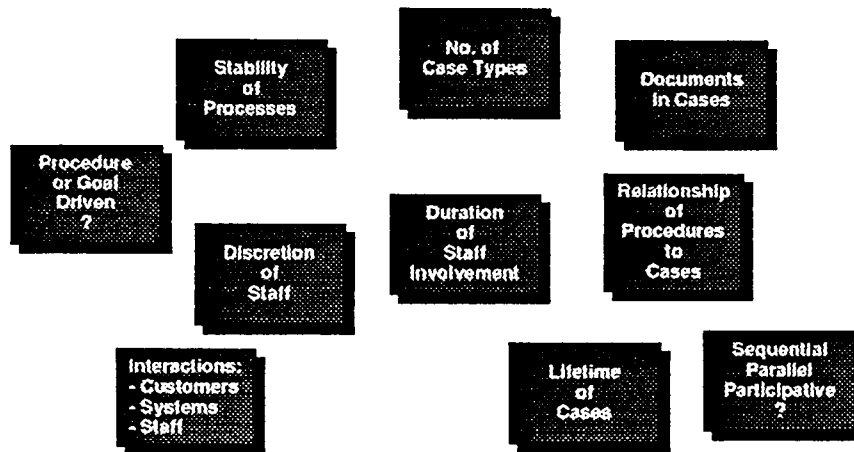 Stability
of
Processes
No. of
Case Types
Documents
in Cases
Procedure
or Goal
Driven
?
Discretion
of
Staff
Duration
of
Staff
Involvement
Relationship
of
Procedures
to
Cases
Interactions:
- Customers
- Systems
- Staff
Lifetime
of
Cases
Sequential
Parallel
Participative
?